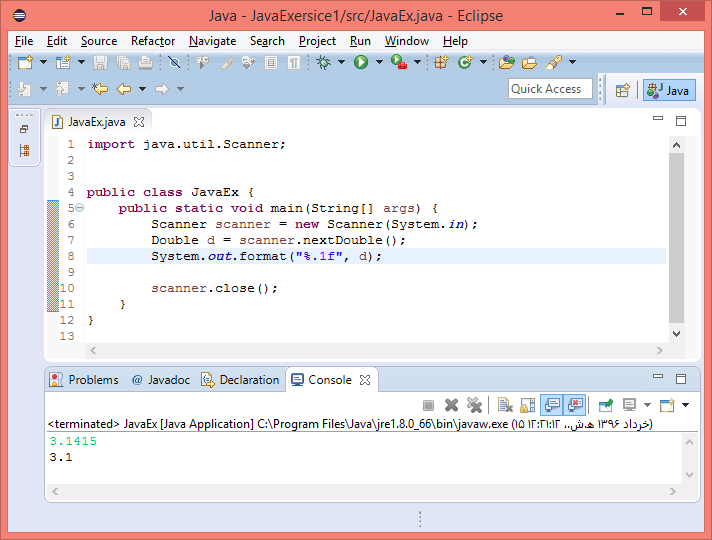 Java - JavaExersice1/src/JavaEx.java - Eclipse
File Edit Source Refactor Navigate Search Project Run Window Help
Quick Access
Java
JavaEx.java
1 import java.util.Scanner;
2
3
4 public class JavaEx {
5 public static void main(String[] args) {
6 Scanner scanner = new Scanner(System.in);
7 Double d = scanner.nextDouble();
8 System.out.format("%.1f", d);
9
10 scanner.close();
11 }
12 }
13
Problems @ Javadoc Declaration Console
<terminated> JavaEx [Java Application] C:\Program Files\Java\jre1.8.0_66\bin\javaw.exe (۱۵ خرداد ۱۳۹۶ ه‍.ش.،‏ ۱۲:۲۱:۱۲)
3.1415
3.1